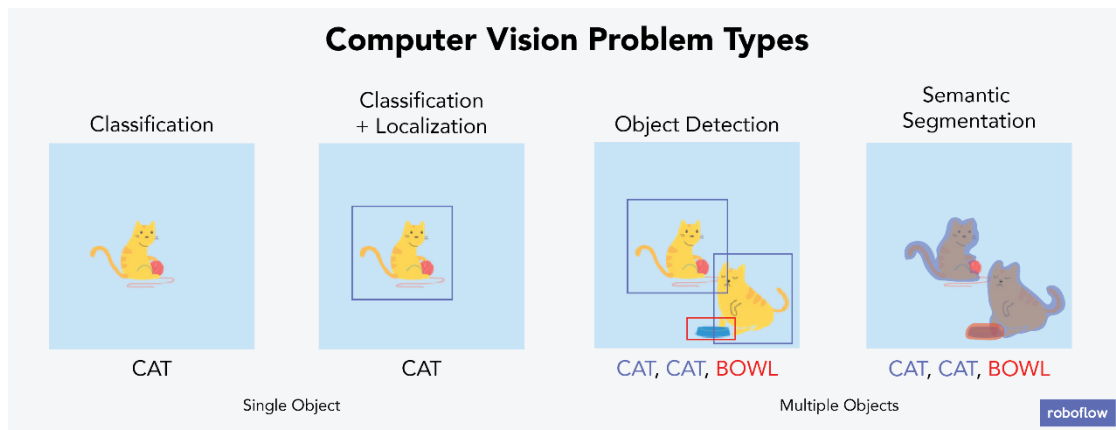 Computer Vision Problem Types
Classification
Classification
+ Localization
Object Detection
Semantic
Segmentation
CAT
CAT
CAT, CAT, BOWL
CAT, CAT, BOWL
Single Object
Multiple Objects
roboflow